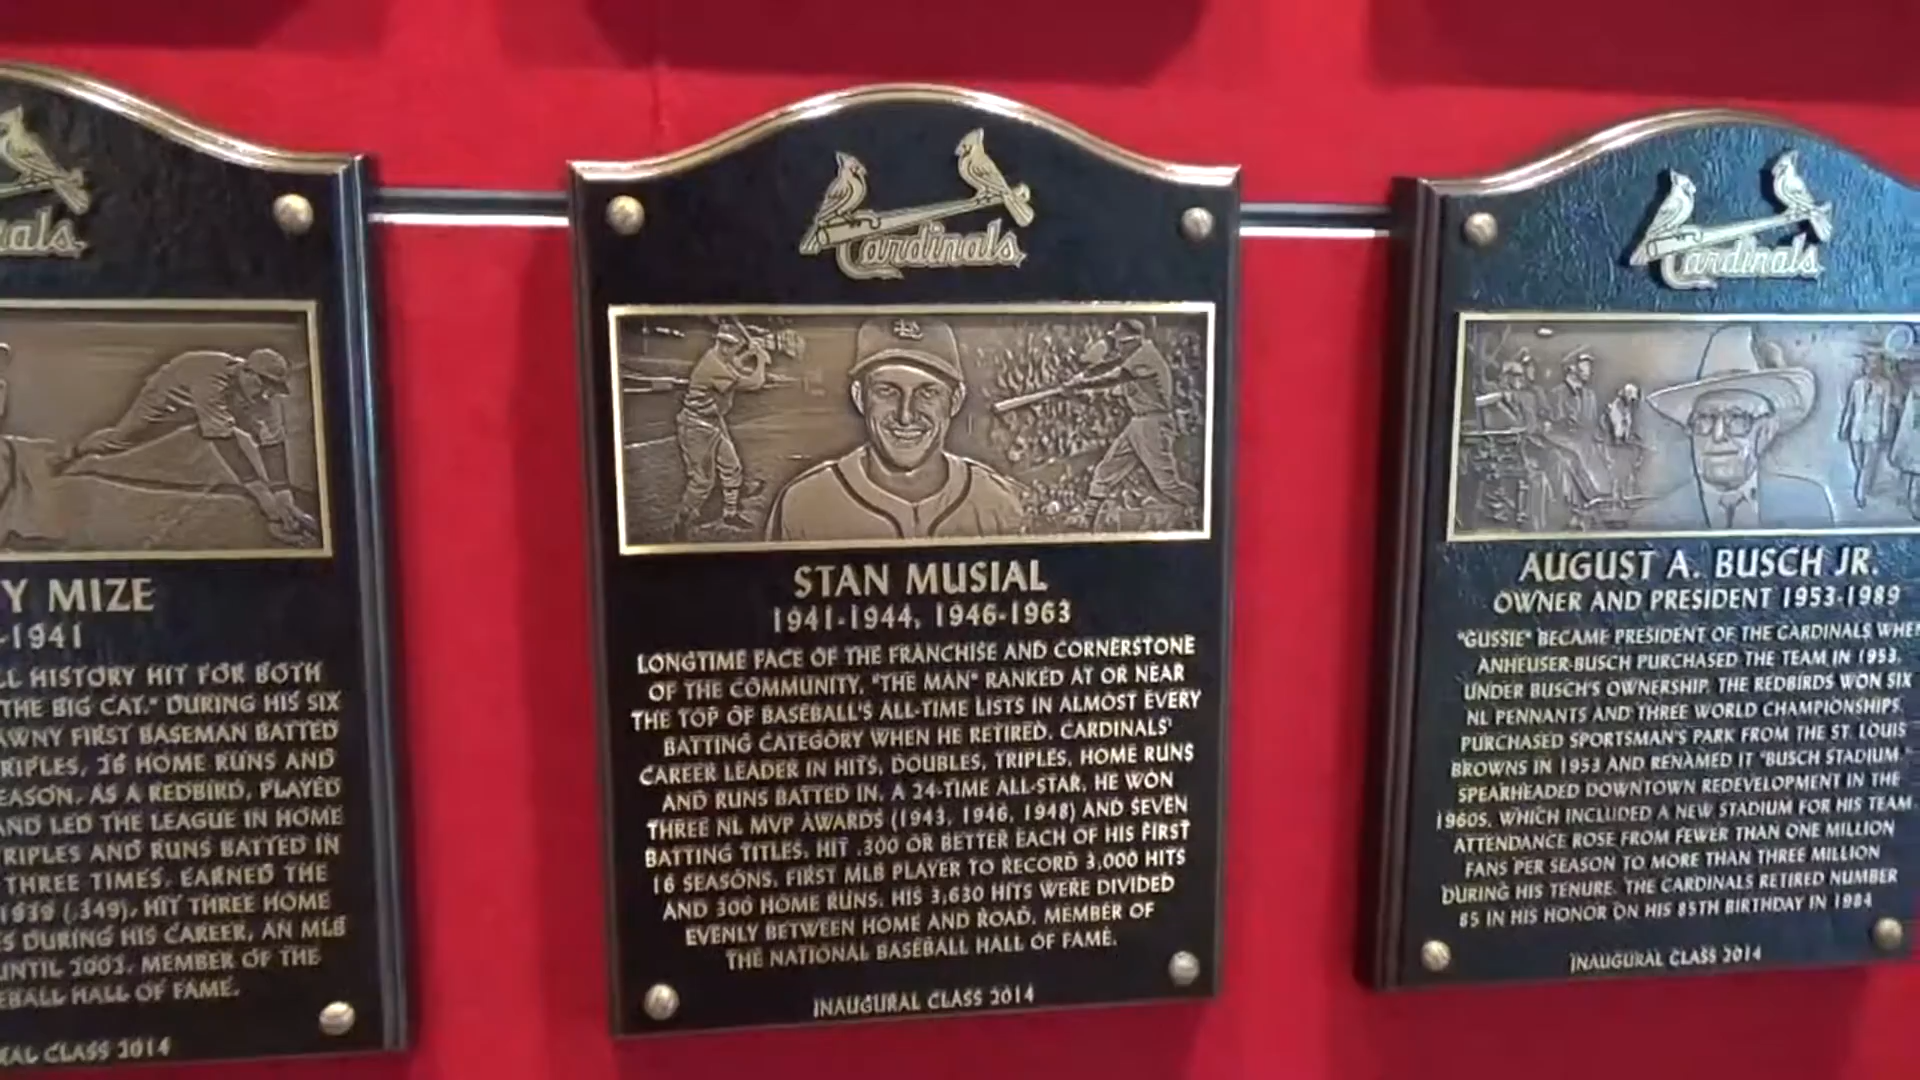 als
Y MIZE
-1941
LL HISTORY HIT FOR BOTH
THE BIG CAT." DURING HIS SIX
AWNY FIRST BASEMAN BATTED
RIPLES, 26 HOME RUNS AND
EASON. AS A REDBIRD, PLAYED
AND LED THE LEAGUE IN HOME
RIPLES AND RUNS BATTED IN
THREE TIMES. EARNED THE
1939 (.349). HIT THREE HOME
S DURING HIS CAREER, AN MLB
UNTIL 2001. MEMBER OF THE
EBALL HALL OF FAME.
RAL CLASS 2014
Cardinals
STAN MUSIAL
1941-1944, 1946-1963
LONGTIME FACE OF THE FRANCHISE AND CORNERSTONE
OF THE COMMUNITY, "THE MAN" RANKED AT OR NEAR
THE TOP OF BASEBALL'S ALL-TIME LISTS IN ALMOST EVERY
BATTING CATEGORY WHEN HE RETIRED. CARDINALS'
CAREER LEADER IN HITS, DOUBLES, TRIPLES, HOME RUNS
AND RUNS BATTED IN. A 24-TIME ALL-STAR, HE WON
THREE NL MVP AWARDS (1943, 1946, 1948) AND SEVEN
BATTING TITLES. HIT .300 OR BETTER EACH OF HIS FIRST
16 SEASONS. FIRST MLB PLAYER TO RECORD 3,000 HITS
AND 300 HOME RUNS. HIS 3,630 HITS WERE DIVIDED
EVENLY BETWEEN HOME AND ROAD. MEMBER OF
THE NATIONAL BASEBALL HALL OF FAME.
INAUGURAL CLASS 2014
Cardinals
AUGUST A. BUSCH JR.
OWNER AND PRESIDENT 1953-1989
"GUSSIE" BECAME PRESIDENT OF THE CARDINALS WHEN
ANHEUSER-BUSCH PURCHASED THE TEAM IN 1953.
UNDER BUSCH'S OWNERSHIP, THE REDBIRDS WON SIX
NL PENNANTS AND THREE WORLD CHAMPIONSHIPS.
PURCHASED SPORTSMAN'S PARK FROM THE ST. LOUIS
BROWNS IN 1953 AND RENAMED IT "BUSCH STADIUM."
SPEARHEADED DOWNTOWN REDEVELOPMENT IN THE
1960S, WHICH INCLUDED A NEW STADIUM FOR HIS TEAM.
ATTENDANCE ROSE FROM FEWER THAN ONE MILLION
FANS PER SEASON TO MORE THAN THREE MILLION
DURING HIS TENURE. THE CARDINALS RETIRED NUMBER
85 IN HIS HONOR ON HIS 85TH BIRTHDAY IN 1984.
INAUGURAL CLASS 2014